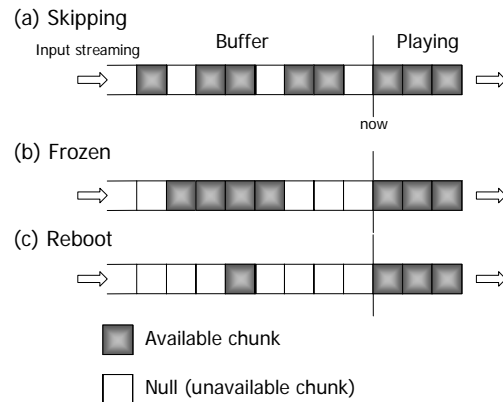 (a) Skipping
Buffer Playing
Input streaming
now
(b) Frozen
(c) Reboot
Available chunk
Null (unavailable chunk)